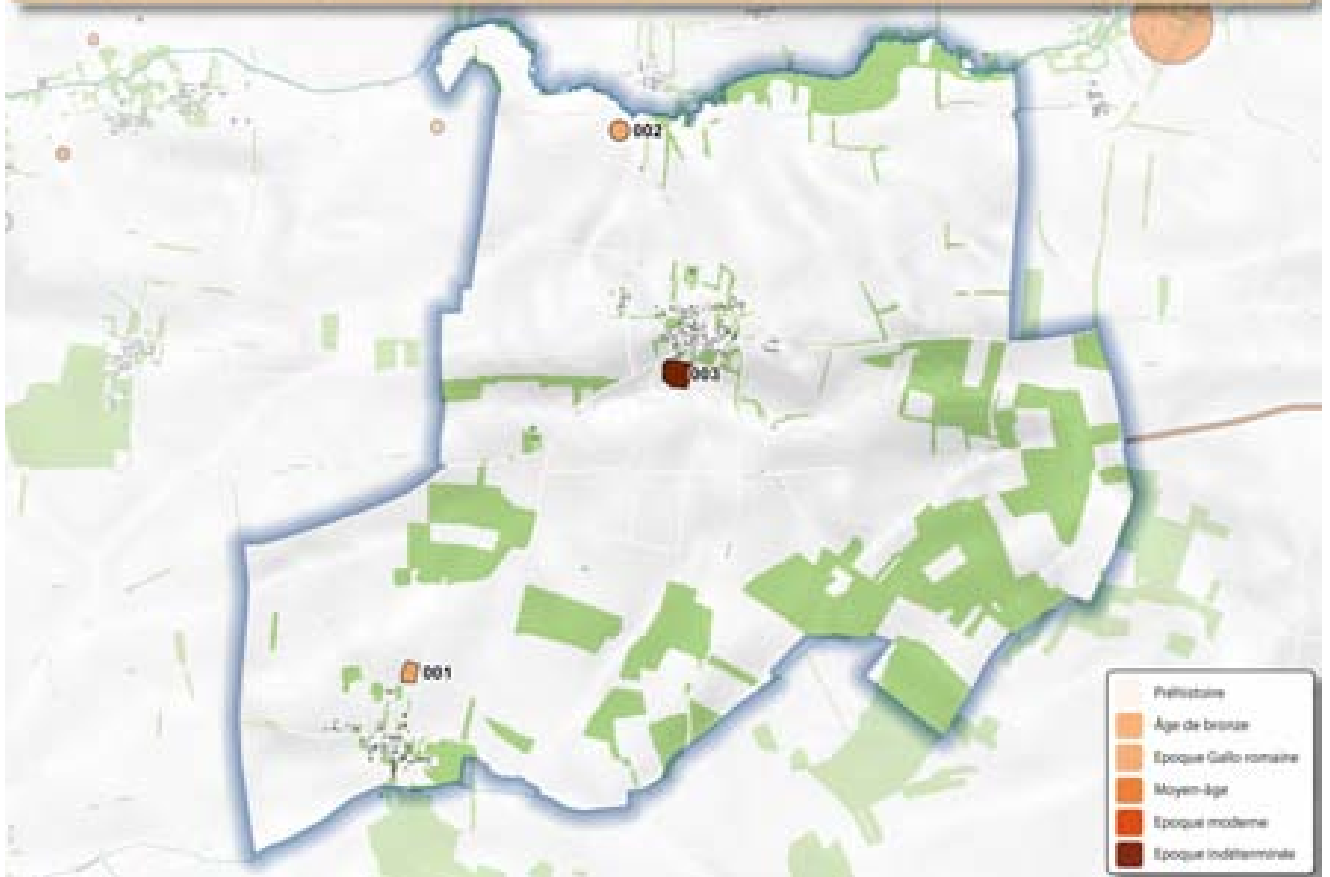 002
003
001
Préhistoire
Âge de bronze
Epoque Gallo romaine
Moyen-âge
Epoque moderne
Epoque indéterminée